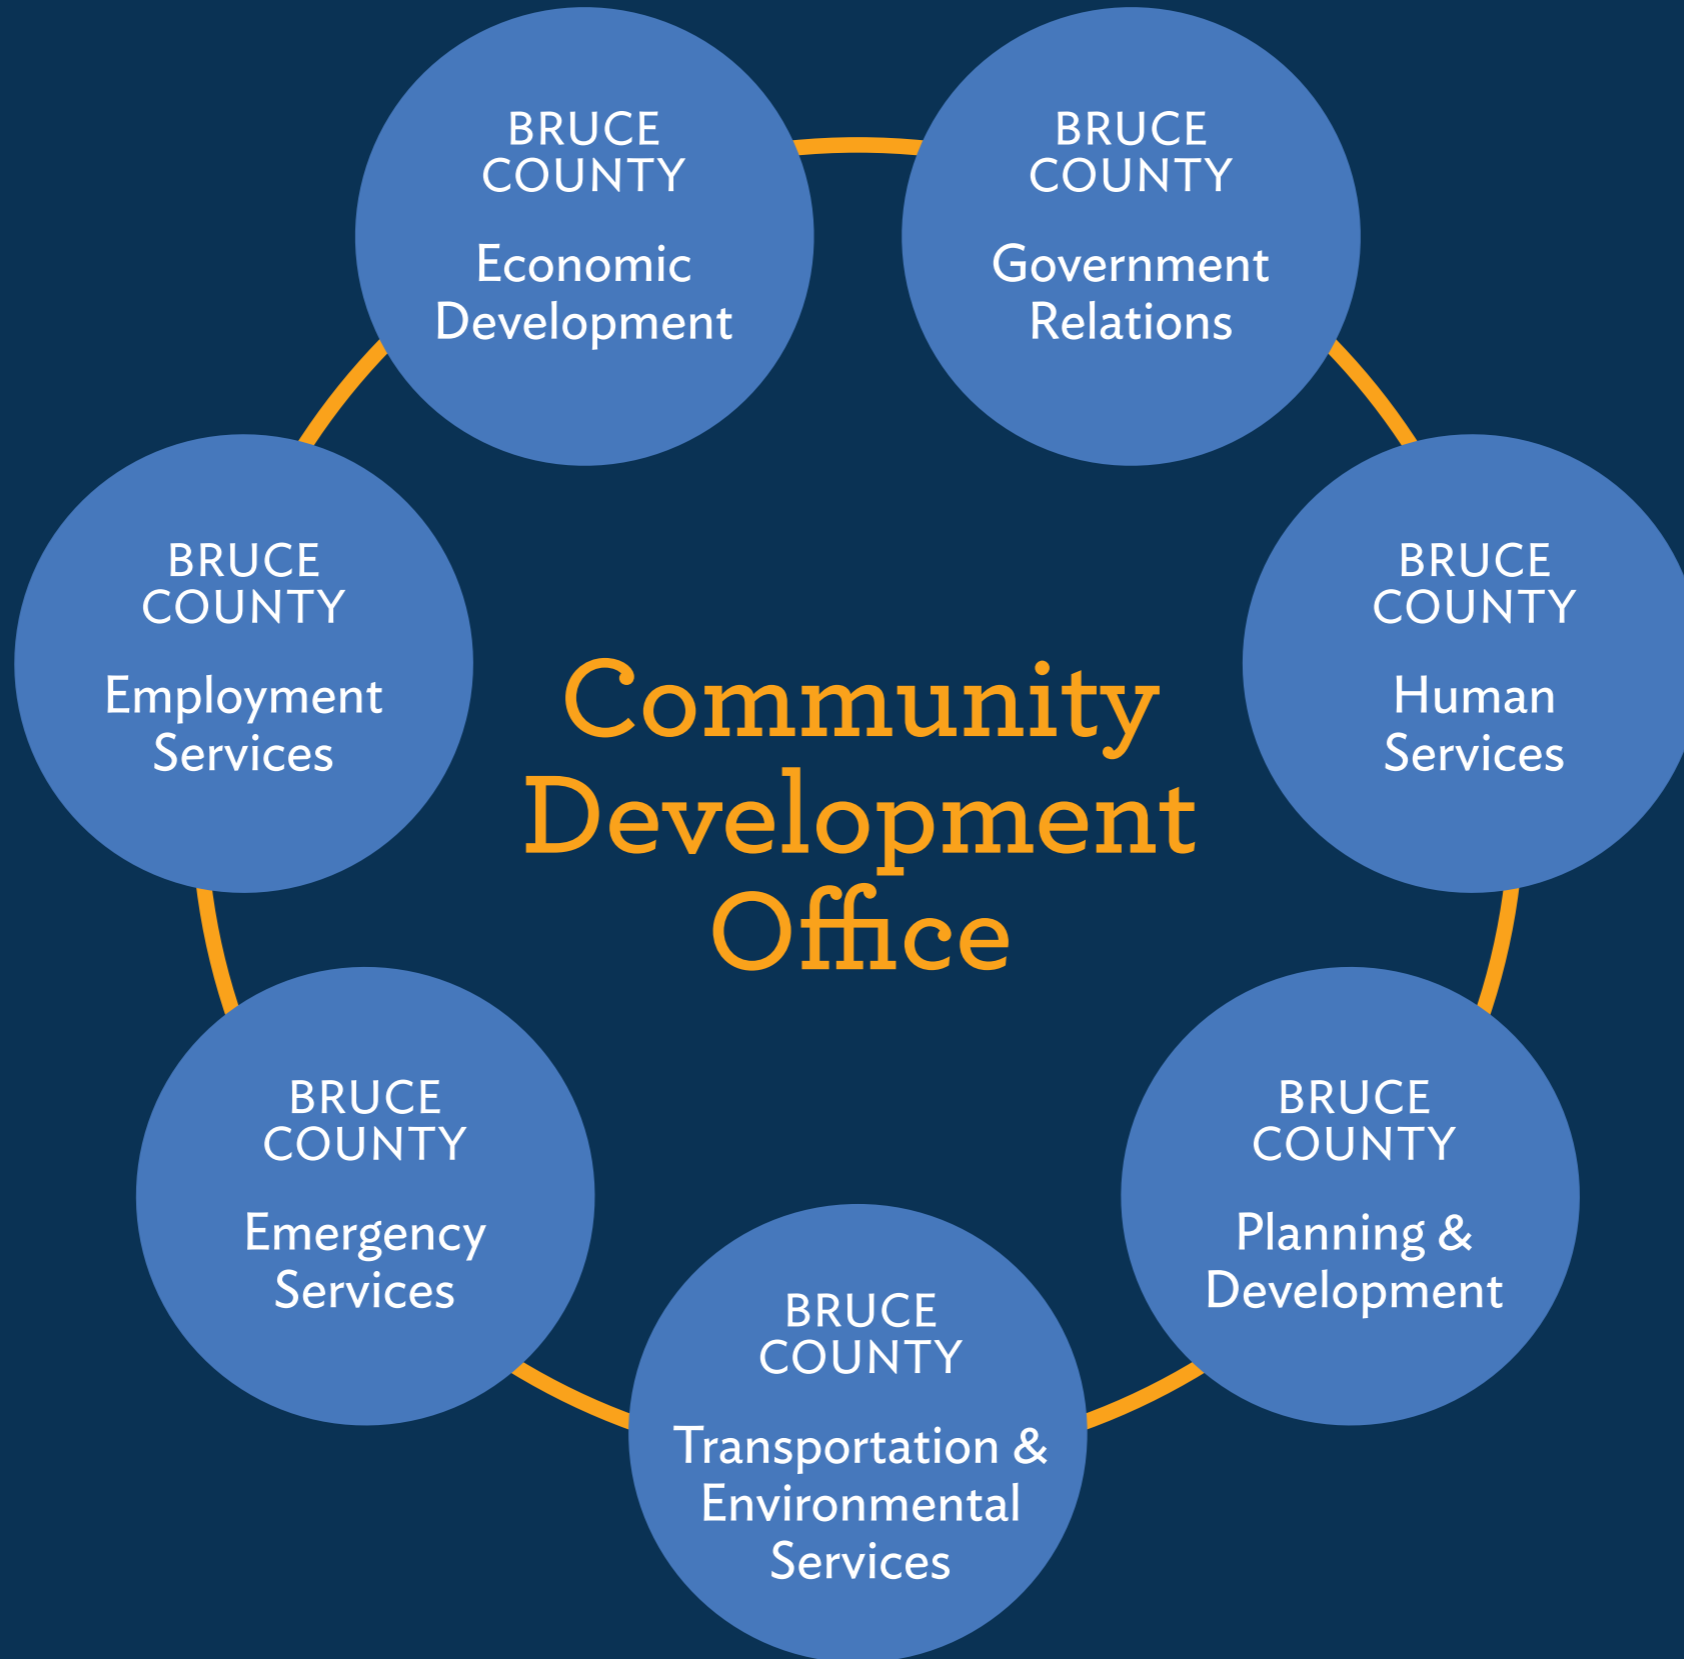 BRUCE
COUNTY
Economic
Development
BRUCE
COUNTY
Government
Relations
BRUCE
COUNTY
Employment
Services
Community
Development
Office
BRUCE
COUNTY
Human
Services
BRUCE
COUNTY
Emergency
Services
BRUCE
COUNTY
Transportation &
Environmental
Services
BRUCE
COUNTY
Planning &
Development